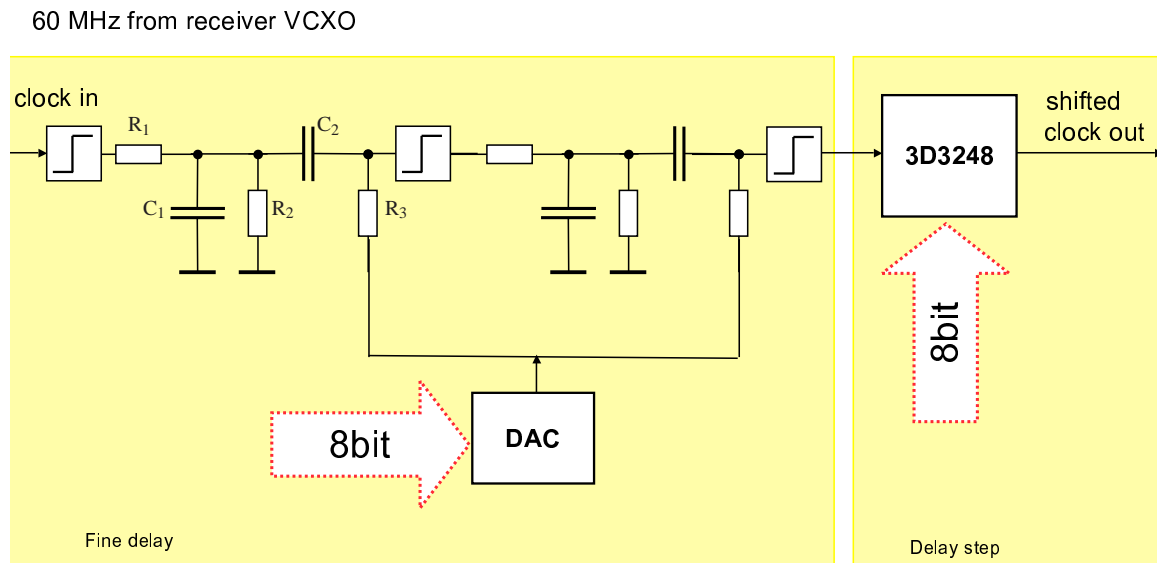 60 MHz from receiver VCXO
clock in
R1
C2
C1
R2
R3
3D3248
shifted
clock out
8bit
8bit
DAC
Fine delay
Delay step